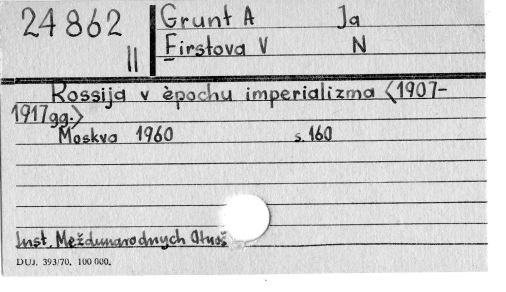 24862
II
Grunt A Ja
Firstova V N
Rossija v èpochu imperializma <1907-
1917gg.>
Moskva 1960 s.160
Inst. Meždunarodnych Otnoš
DUJ. 393/70. 100 000.